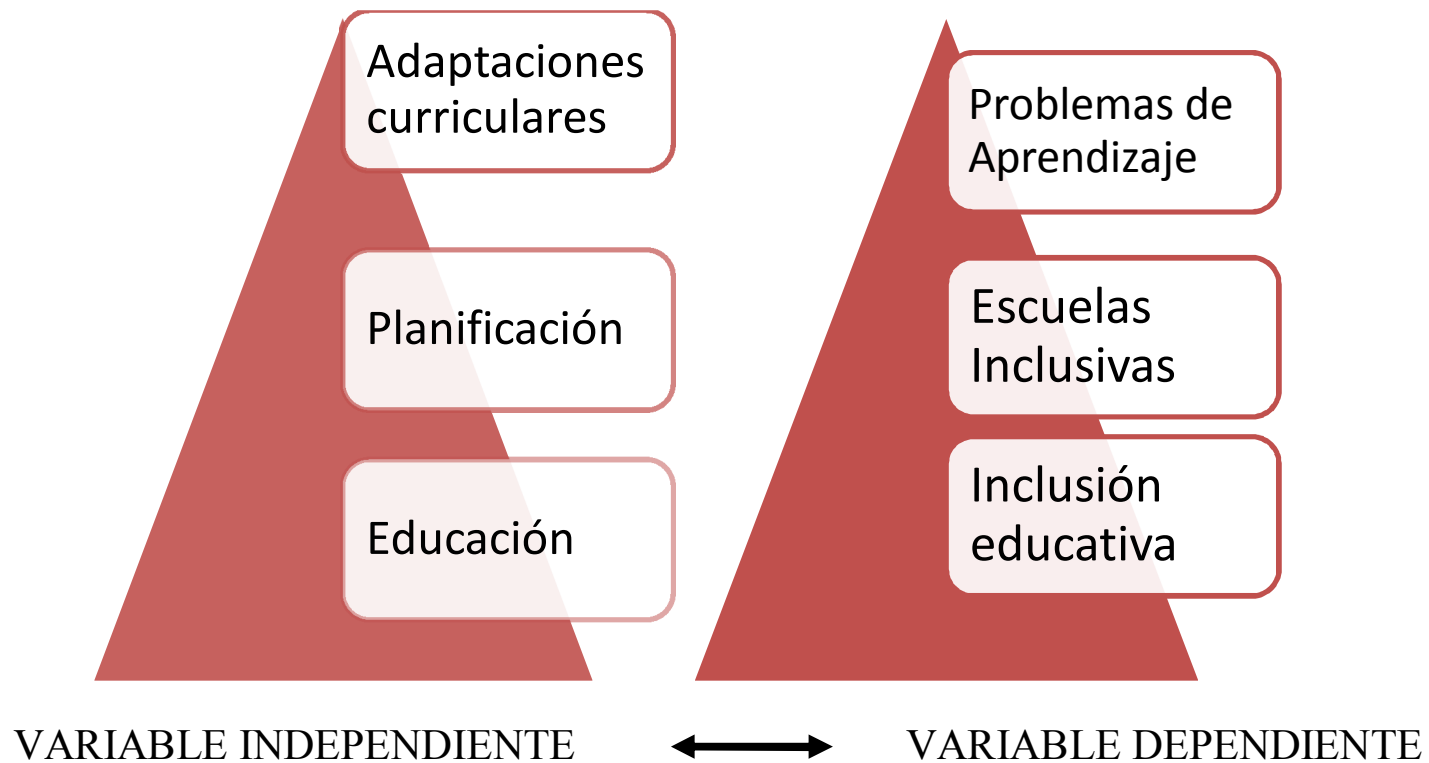 Adaptaciones
curriculares
Planificación
Educación
Problemas de
Aprendizaje
Escuelas
Inclusivas
Inclusión
educativa
VARIABLE INDEPENDIENTE
VARIABLE DEPENDIENTE